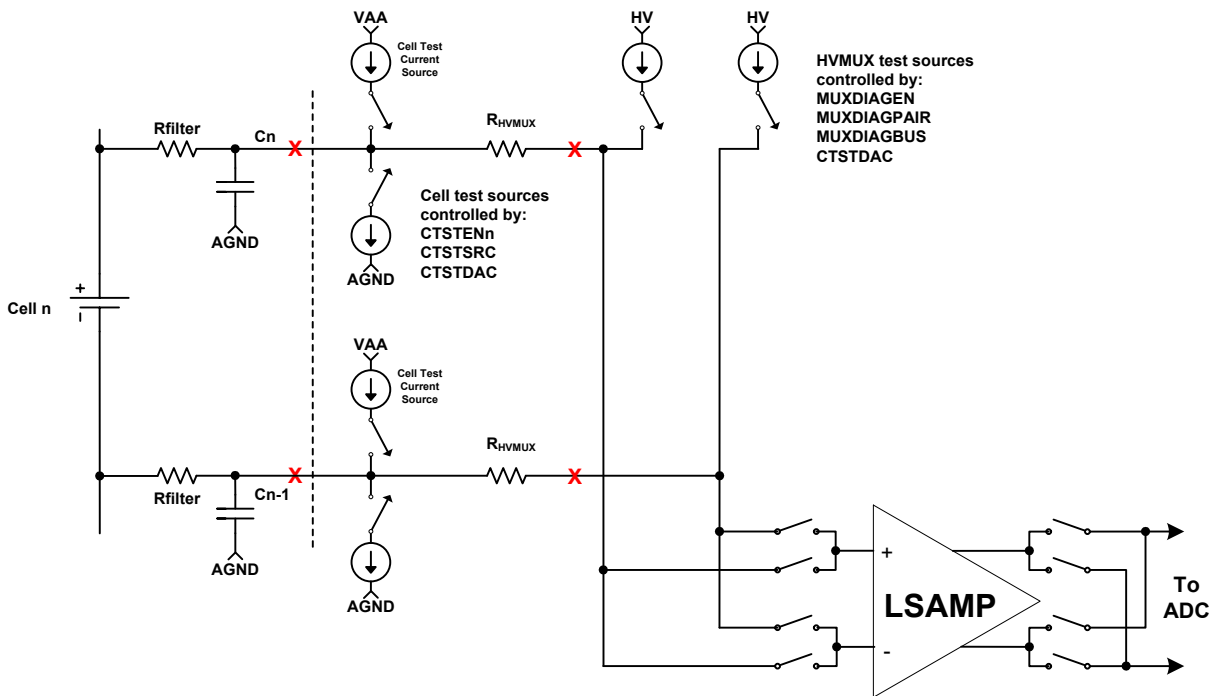 VAA
HV
HV
Cell Test
Current
Source
HVMUX test sources
controlled by:
MUXDIAGEN
MUXDIAGPAIR
MUXDIAGBUS
CTSTDAC
Rfilter
Cn
X
RHVMUX
X
AGND
Cell test sources
controlled by:
CTSTENn
CTSTSRC
CTSTDAC
AGND
+
Cell n
-
VAA
Cell Test
Current
Source
RHVMUX
X
X
Rfilter
Cn-1
AGND
AGND
+
LSAMP
-
To
ADC